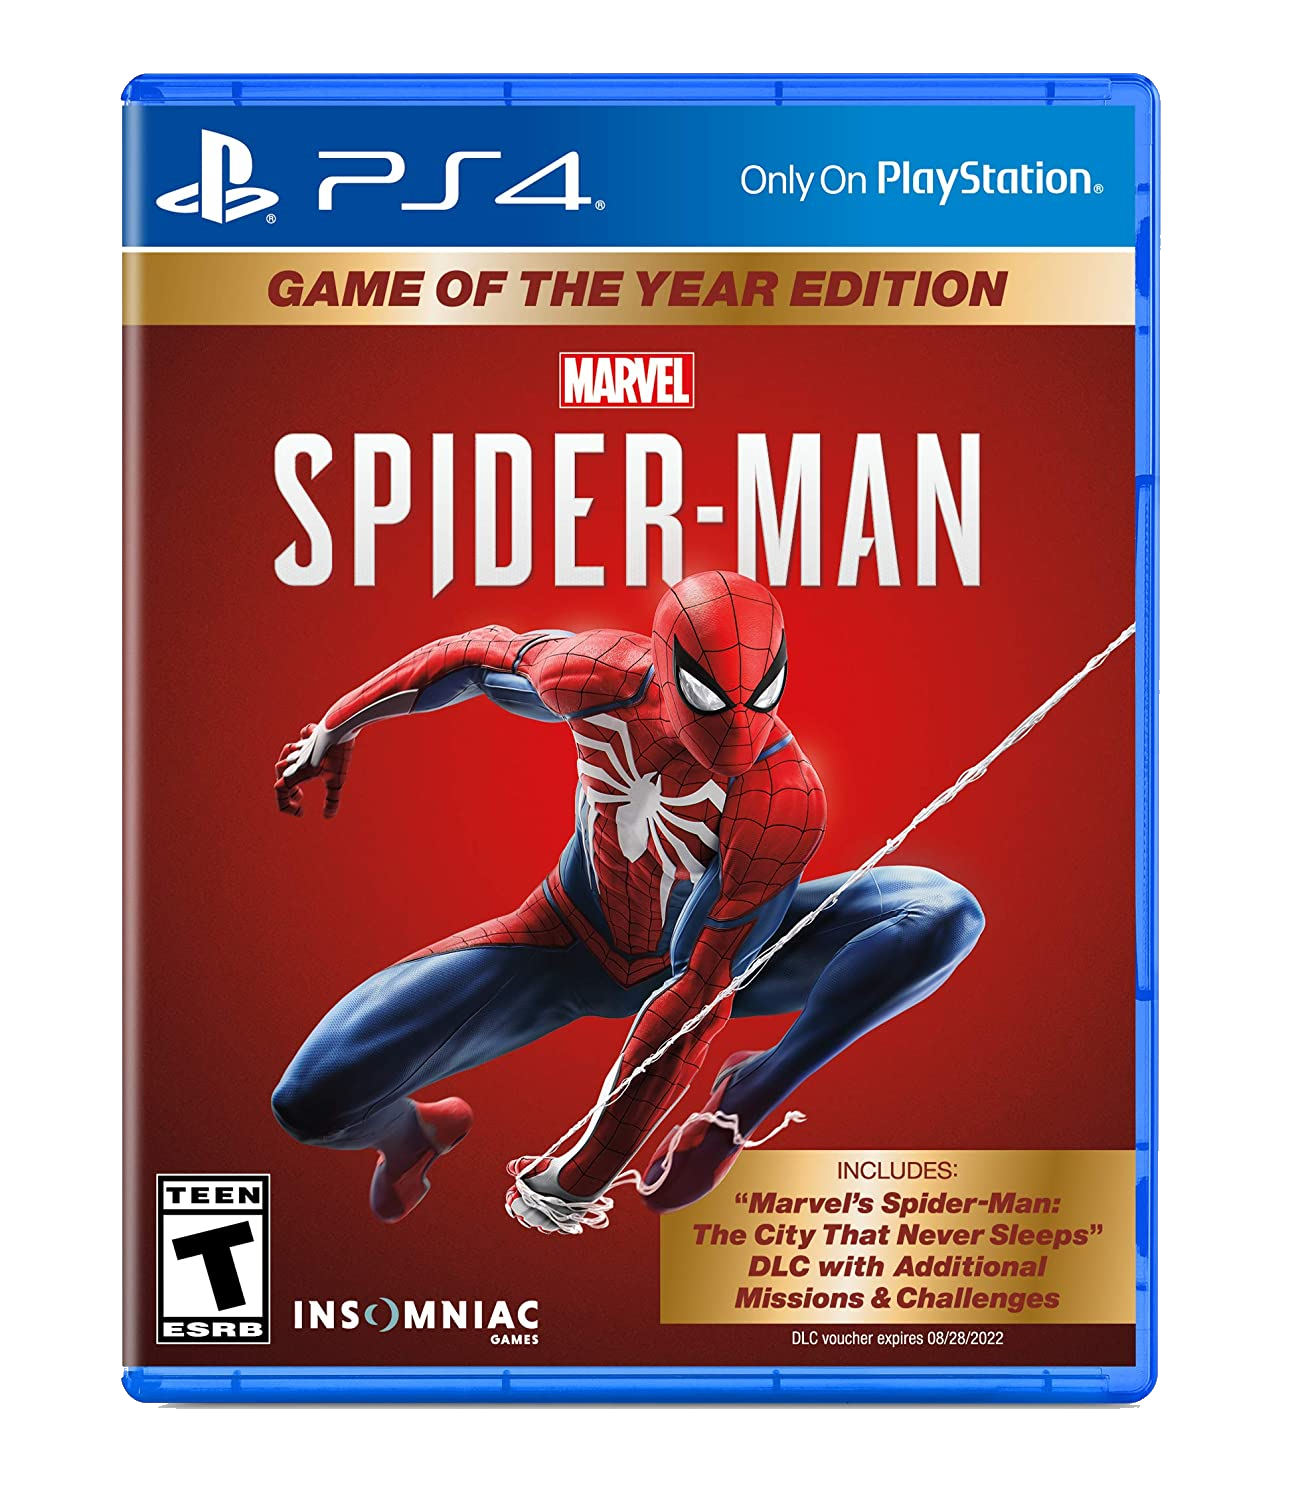 PS4®
Only On PlayStation®
GAME OF THE YEAR EDITION
MARVEL
SPIDER-MAN
INCLUDES:
“Marvel’s Spider-Man:
The City That Never Sleeps”
DLC with Additional
Missions & Challenges
DLC voucher expires 08/28/2022
TEEN
T
ESRB
INSOMNIAC
GAMES